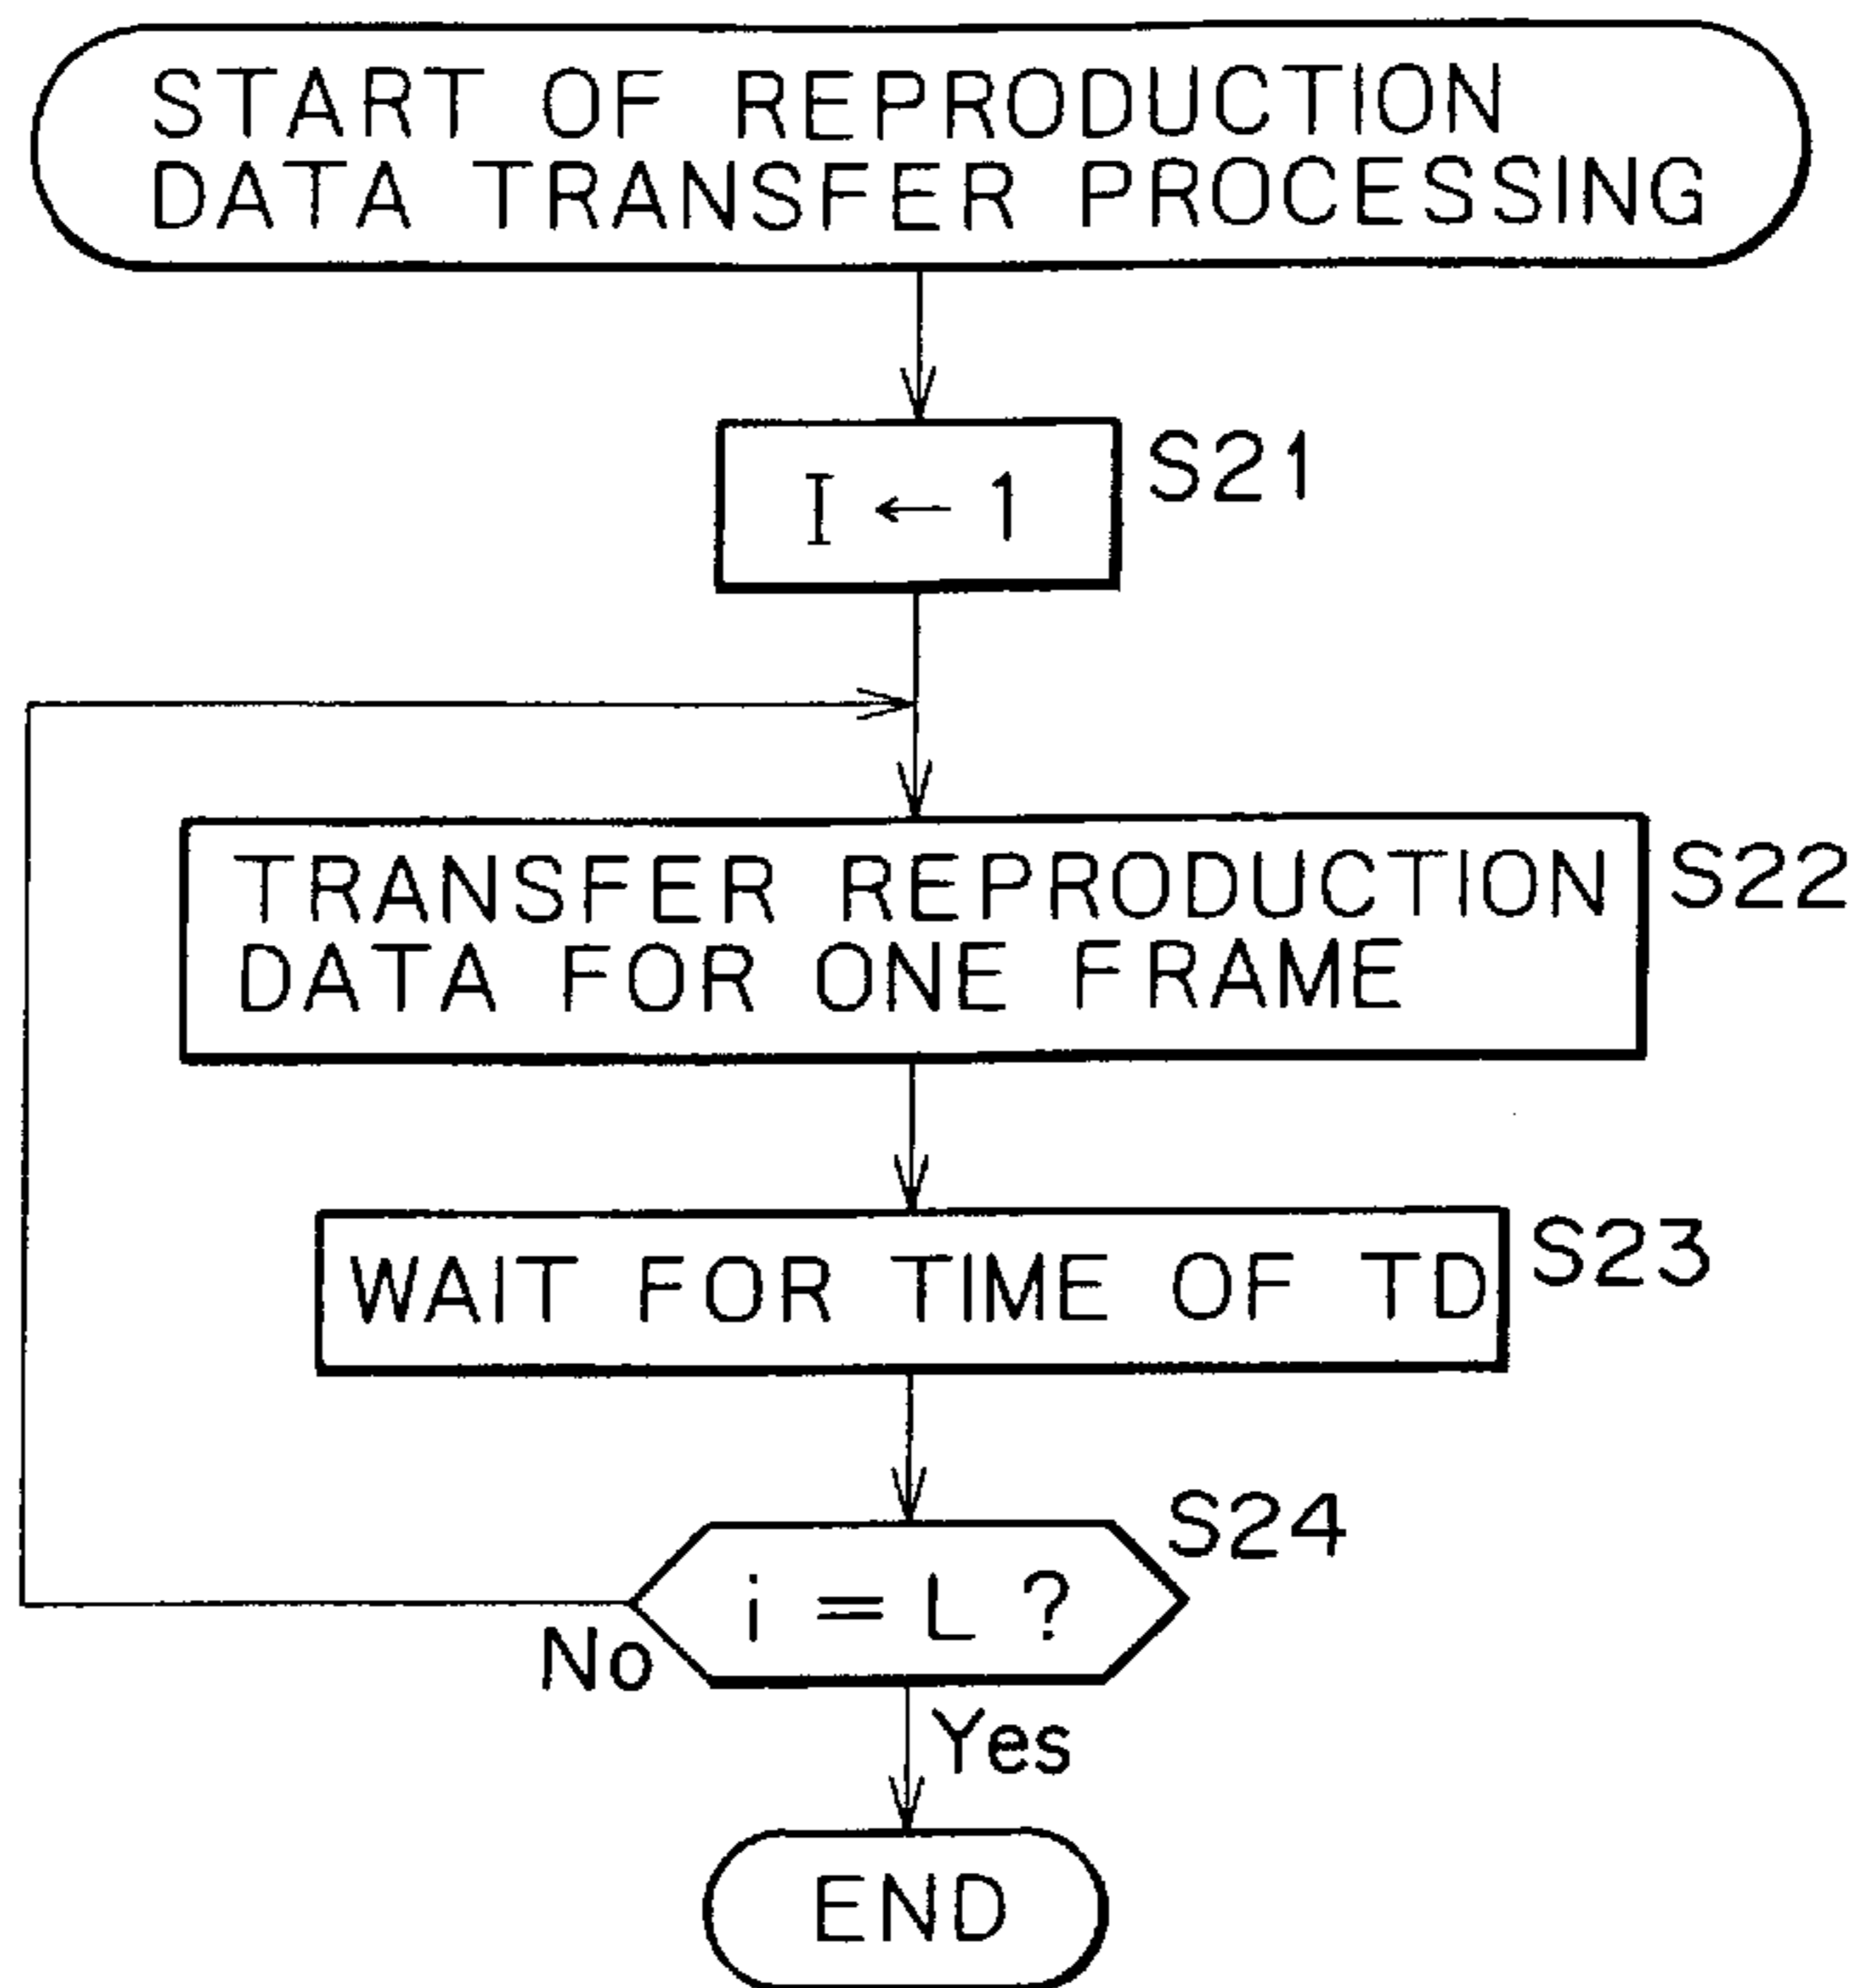 START OF REPRODUCTION
DATA TRANSFER PROCESSING
I ← 1
S21
TRANSFER REPRODUCTION
DATA FOR ONE FRAME
S22
WAIT FOR TIME OF TD
S23
i = L ?
S24
No
Yes
END